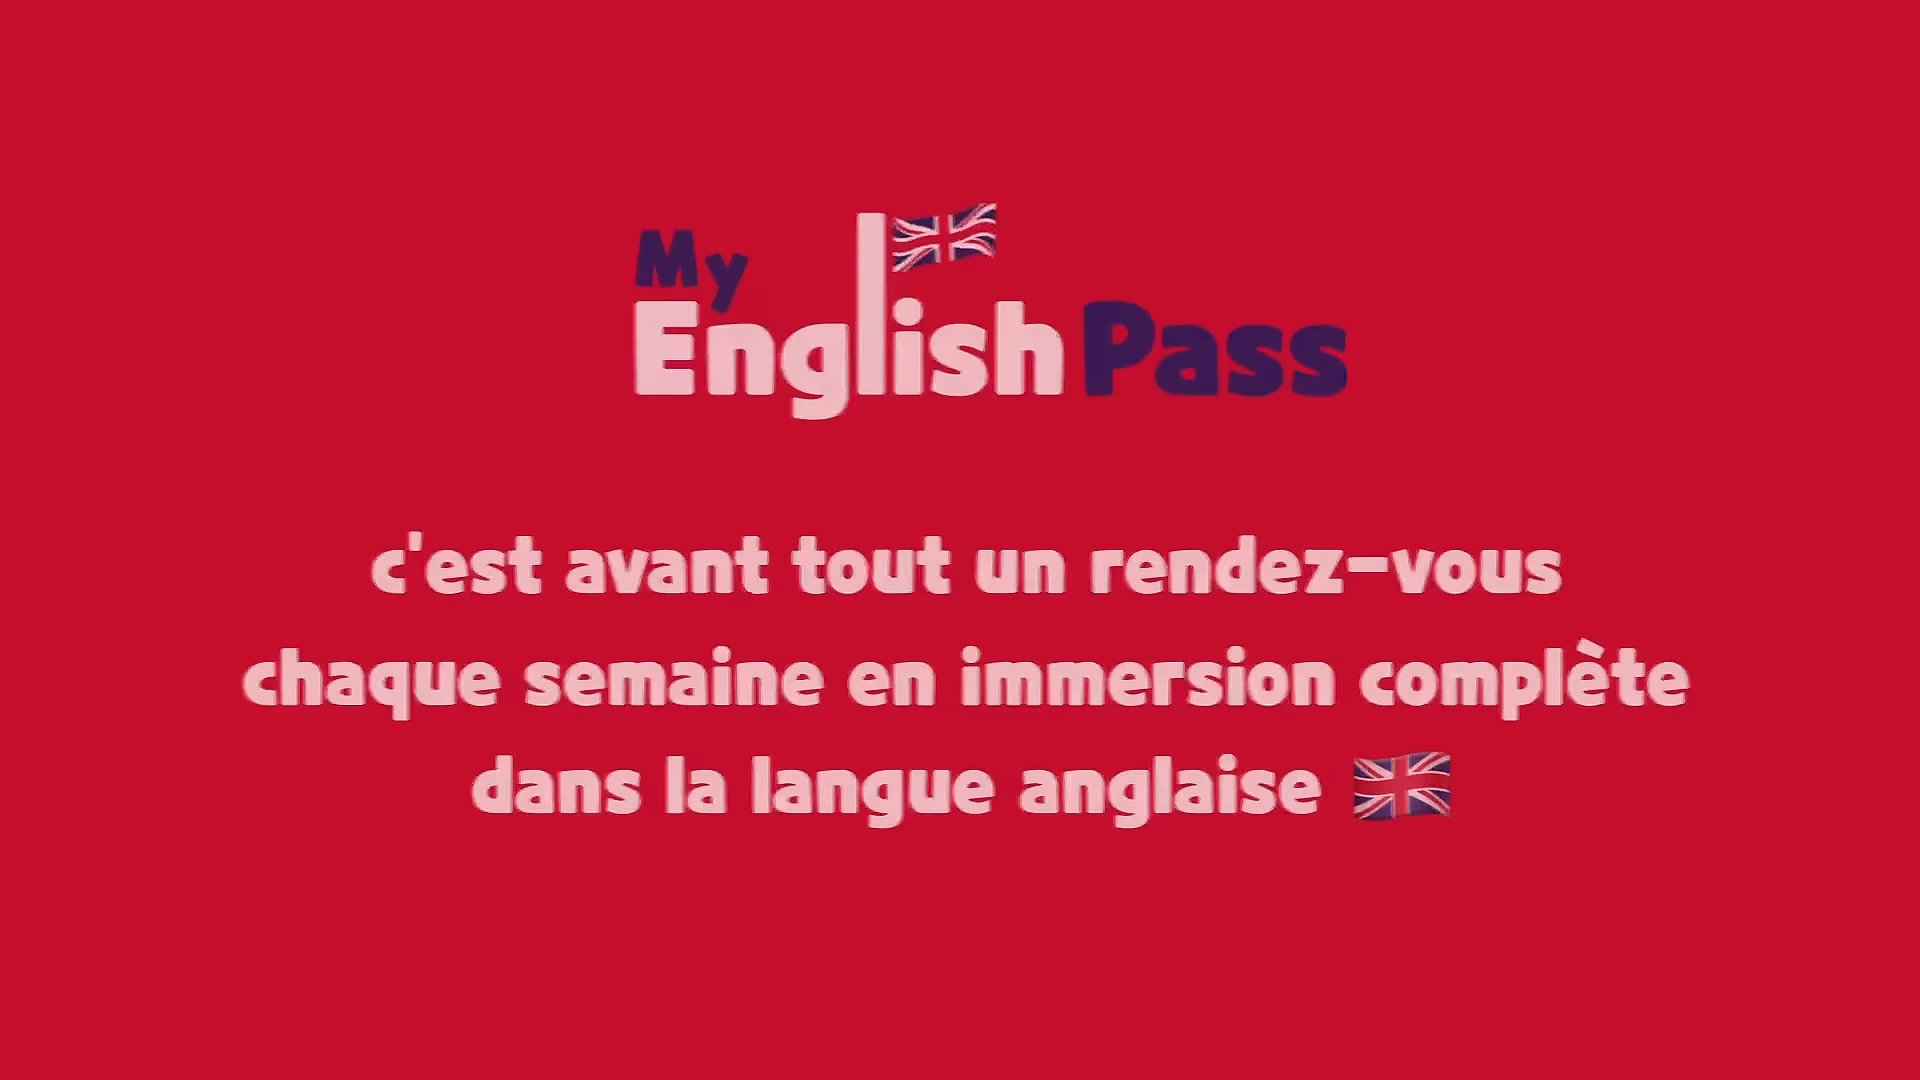 My
English Pass
c'est avant tout un rendez-vous
chaque semaine en immersion complète
dans la langue anglaise 🇬🇧